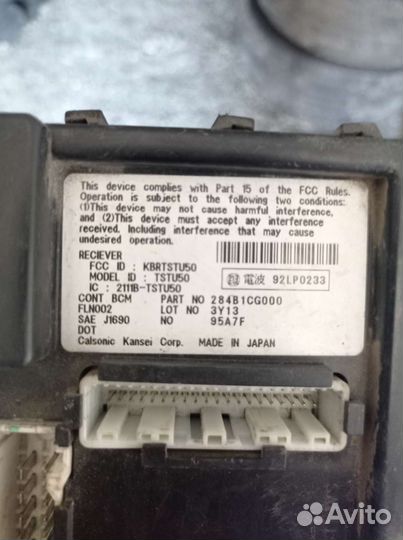 This device complies with Part 15 of the FCC Rules.
Operation is subject to the following two conditions:
(1)This device may not cause harmful interference,
and (2)This device must accept any interference
received. Including interference that may cause
undesired operation.
RECIEVER
FCC ID : KBRTSTU50
MODEL ID : TSTU50
IC : 2111B-TSTU50
電波 92LP0233
CONT BCM PART NO 284B1CG000
FLN002 LOT NO 3Y13
SAE J1690 NO 95A7F
DOT
Calsonic Kansei Corp. MADE IN JAPAN
Avito